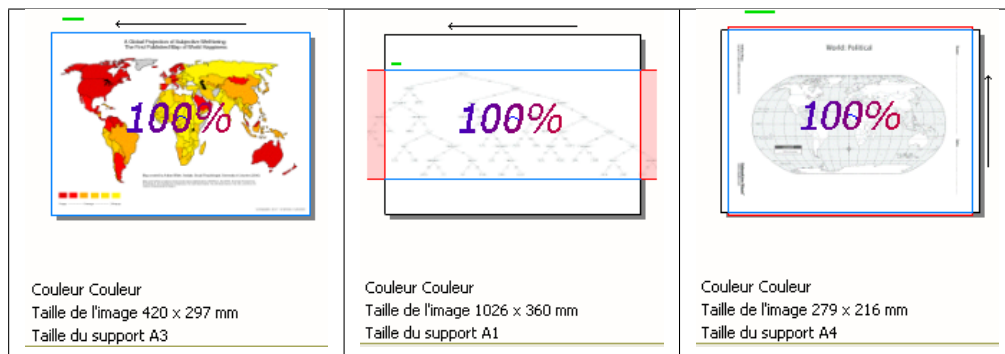 A Global Projection of Subjective Well-being:
The First Published Map of World Happiness
100%
Couleur Couleur
Taille de l'image 420 x 297 mm
Taille du support A3
100%
Couleur Couleur
Taille de l'image 1026 x 360 mm
Taille du support A1
World: Political
100%
Couleur Couleur
Taille de l'image 279 x 216 mm
Taille du support A4